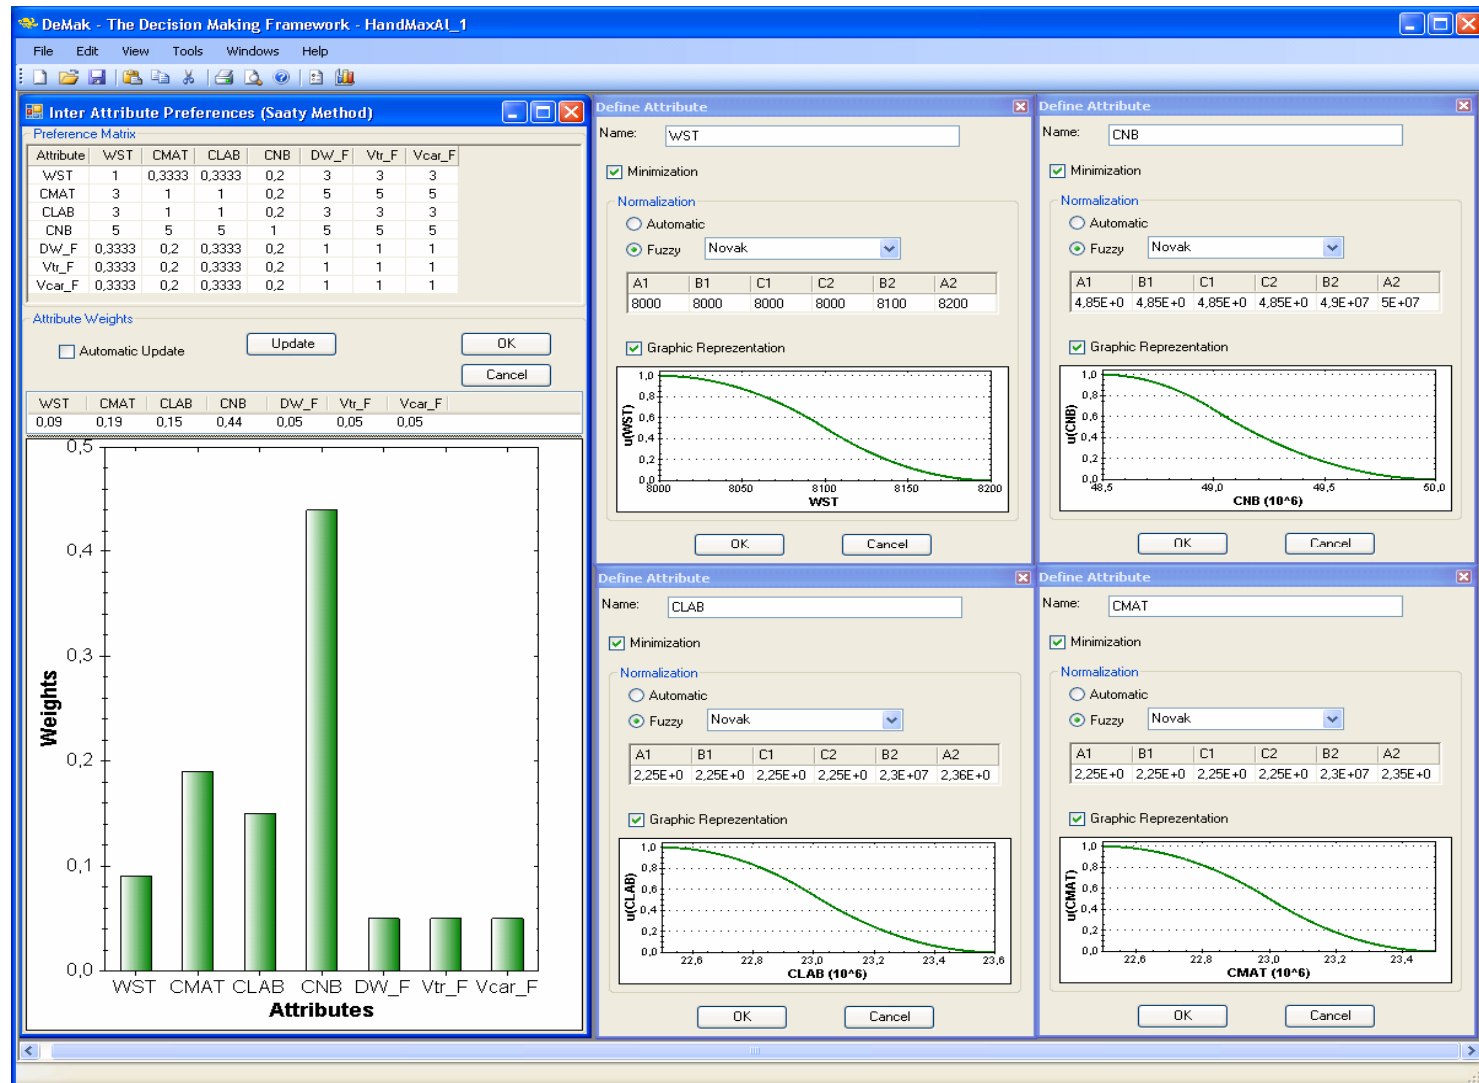 DeMak - The Decision Making Framework - HandMaxAL_1
File Edit View Tools Windows Help
Inter Attribute Preferences (Saaty Method)
Preference Matrix
Attribute WST CMAT CLAB CNB DW_F Vtr_F Vcar_F
WST 1 0,3333 0,3333 0,2 3 3 3
CMAT 3 1 1 0,2 5 5 5
CLAB 3 1 1 0,2 3 3 3
CNB 5 5 5 1 5 5 5
DW_F 0,3333 0,2 0,3333 0,2 1 1 1
Vtr_F 0,3333 0,2 0,3333 0,2 1 1 1
Vcar_F 0,3333 0,2 0,3333 0,2 1 1 1
Attribute Weights
Automatic Update
Update
OK
Cancel
WST CMAT CLAB CNB DW_F Vtr_F Vcar_F
0,09 0,19 0,15 0,44 0,05 0,05 0,05
0,5
0,4
0,3
0,2
0,1
0,0
Weights
WST CMAT CLAB CNB DW_F Vtr_F Vcar_F
Attributes
Define Attribute
Name: WST
Minimization
Normalization
Automatic
Fuzzy Novak
A1 B1 C1 C2 B2 A2
8000 8000 8000 8000 8100 8200
Graphic Reprezentation
1,0
0,8
0,6
0,4
0,2
0,0
u(WST)
8000 8050 8100 8150 8200
WST
OK Cancel
Define Attribute
Name: CNB
Minimization
Normalization
Automatic
Fuzzy Novak
A1 B1 C1 C2 B2 A2
4,85E+0 4,85E+0 4,85E+0 4,85E+0 4,9E+07 5E+07
Graphic Reprezentation
1,0
0,8
0,6
0,4
0,2
0,0
u(CNB)
48,5 49,0 49,5 50,0
CNB (10^6)
OK Cancel
Define Attribute
Name: CLAB
Minimization
Normalization
Automatic
Fuzzy Novak
A1 B1 C1 C2 B2 A2
2,25E+0 2,25E+0 2,25E+0 2,25E+0 2,3E+07 2,36E+0
Graphic Reprezentation
1,0
0,8
0,6
0,4
0,2
0,0
u(CLAB)
22,6 22,8 23,0 23,2 23,4 23,6
CLAB (10^6)
OK Cancel
Define Attribute
Name: CMAT
Minimization
Normalization
Automatic
Fuzzy Novak
A1 B1 C1 C2 B2 A2
2,25E+0 2,25E+0 2,25E+0 2,25E+0 2,3E+07 2,35E+0
Graphic Reprezentation
1,0
0,8
0,6
0,4
0,2
0,0
u(CMAT)
22,6 22,8 23,0 23,2 23,4
CMAT (10^6)
OK Cancel